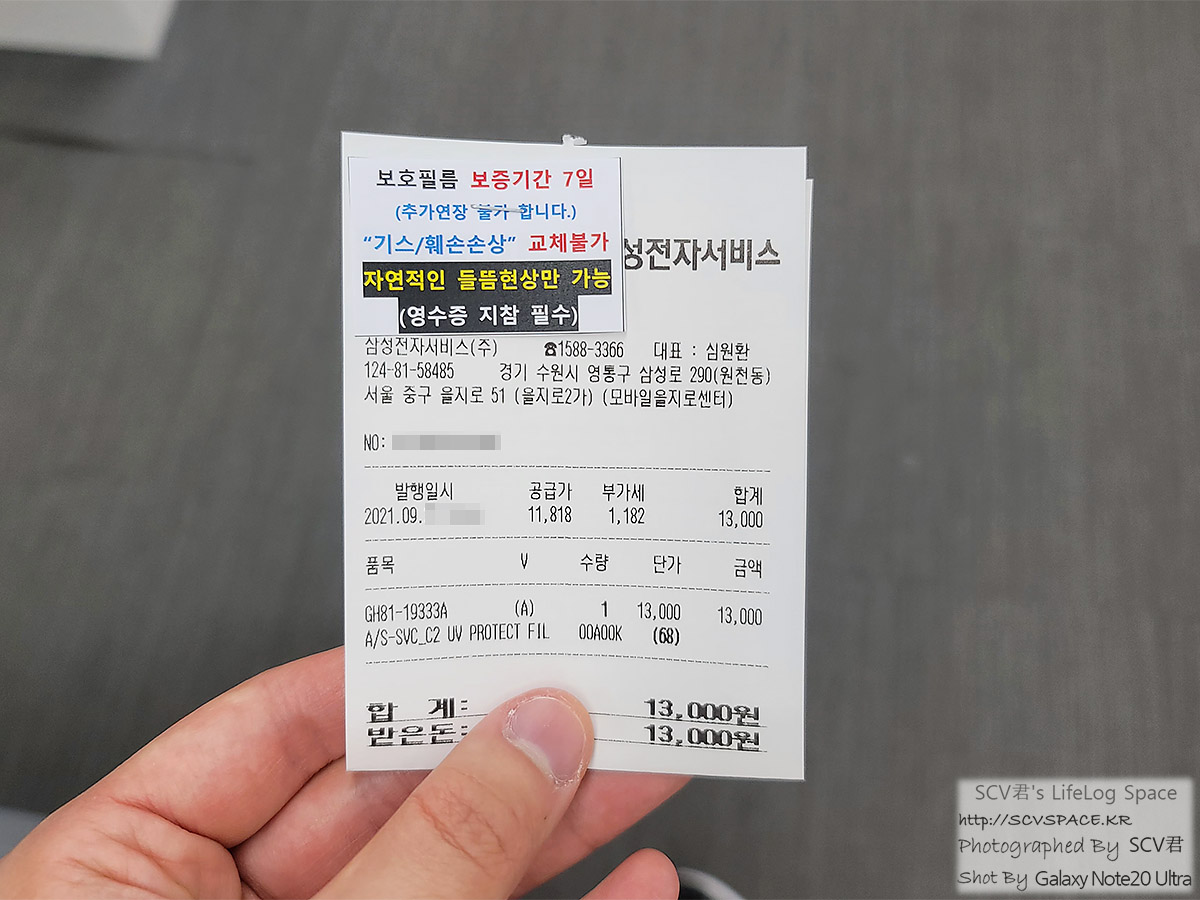 보호필름 보증기간 7일
(추가연장 불가 합니다.)
“기스/훼손손상” 교체불가
자연적인 들뜸현상만 가능
(영수증 지참 필수)
성전자서비스
삼성전자서비스(주) ☎1588-3366 대표 : 심원환
124-81-58485 경기 수원시 영통구 삼성로 290(원천동)
서울 중구 을지로 51 (을지로2가) (모바일을지로센터)
NO:
발행일시 공급가 부가세 합계
2021.09. 11,818 1,182 13,000
품목 V 수량 단가 금액
GH81-19333A (A) 1 13,000 13,000
A/S-SVC_C2 UV PROTECT FIL 00A00K (68)
합 계: 13,000원
받은돈: 13,000원
SCV君's LifeLog Space
http://SCVSPACE.KR
Photographed By SCV君
Shot By Galaxy Note20 Ultra